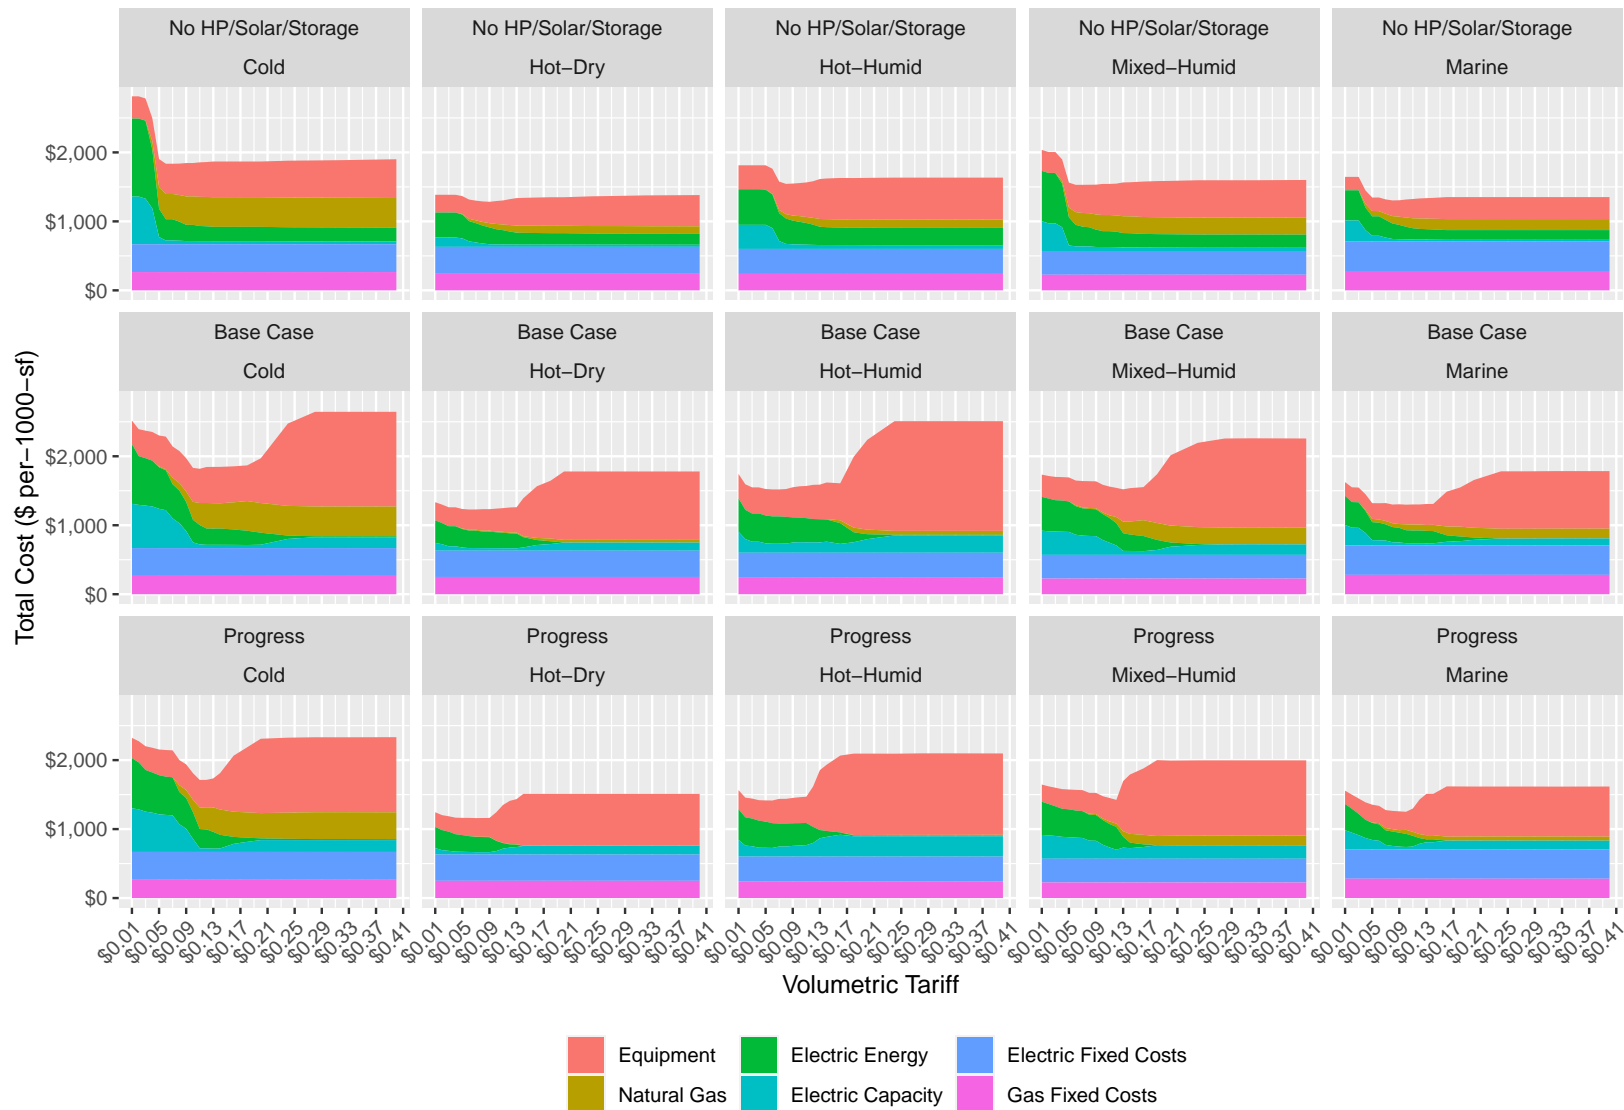 No HP/Solar/Storage No HP/Solar/Storage No HP/Solar/Storage No HP/Solar/Storage No HP/Solar/Storage
Cold Hot−Dry Hot−Humid Mixed−Humid Marine
$2,000
$1,000
$0
Base Case Base Case Base Case Base Case Base Case
Cold Hot−Dry Hot−Humid Mixed−Humid Marine
$2,000
$1,000
$0
Progress Progress Progress Progress Progress
Cold Hot−Dry Hot−Humid Mixed−Humid Marine
$2,000
$1,000
$0
Total Cost ($ per−1000−sf)
$0.01 $0.05 $0.09 $0.13 $0.17 $0.21 $0.25 $0.29 $0.33 $0.37 $0.41 $0.01 $0.05 $0.09 $0.13 $0.17 $0.21 $0.25 $0.29 $0.33 $0.37 $0.41 $0.01 $0.05 $0.09 $0.13 $0.17 $0.21 $0.25 $0.29 $0.33 $0.37 $0.41 $0.01 $0.05 $0.09 $0.13 $0.17 $0.21 $0.25 $0.29 $0.33 $0.37 $0.41 $0.01 $0.05 $0.09 $0.13 $0.17 $0.21 $0.25 $0.29 $0.33 $0.37 $0.41
Volumetric Tariff
Equipment Electric Energy Electric Fixed Costs
Natural Gas Electric Capacity Gas Fixed Costs